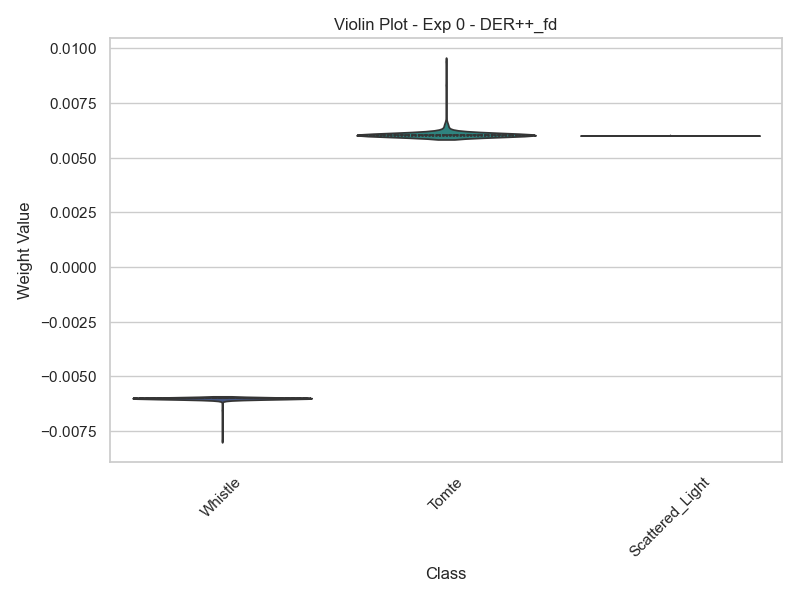 Violin Plot - Exp 0 - DER++_fd
0.0100
0.0075
0.0050
0.0025
0.0000
−0.0025
−0.0050
−0.0075
Weight Value
Whistle
Tomte
Scattered_Light
Class